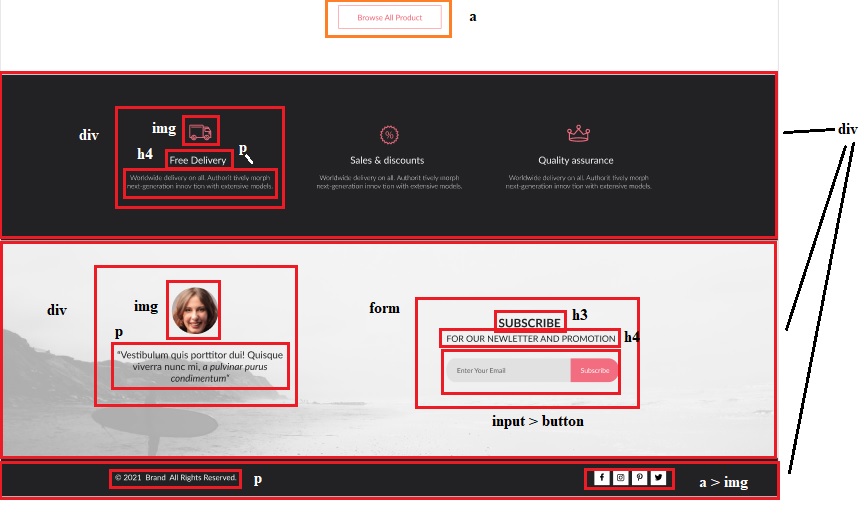 Browse All Product
a
div
div
img
h4
p
Free Delivery
Worldwide delivery on all. Authorit tively morph
next-generation innov tion with extensive models.
Sales & discounts
Worldwide delivery on all. Authorit tively morph
next-generation innov tion with extensive models.
Quality assurance
Worldwide delivery on all. Authorit tively morph
next-generation innov tion with extensive models.
div
img
p
"Vestibulum quis porttitor dui! Quisque
viverra nunc mi, a pulvinar purus
condimentum"
form
SUBSCRIBE
h3
FOR OUR NEWLETTER AND PROMOTION
h4
Enter Your Email
Subscribe
input > button
© 2021 Brand All Rights Reserved.
p
a > img